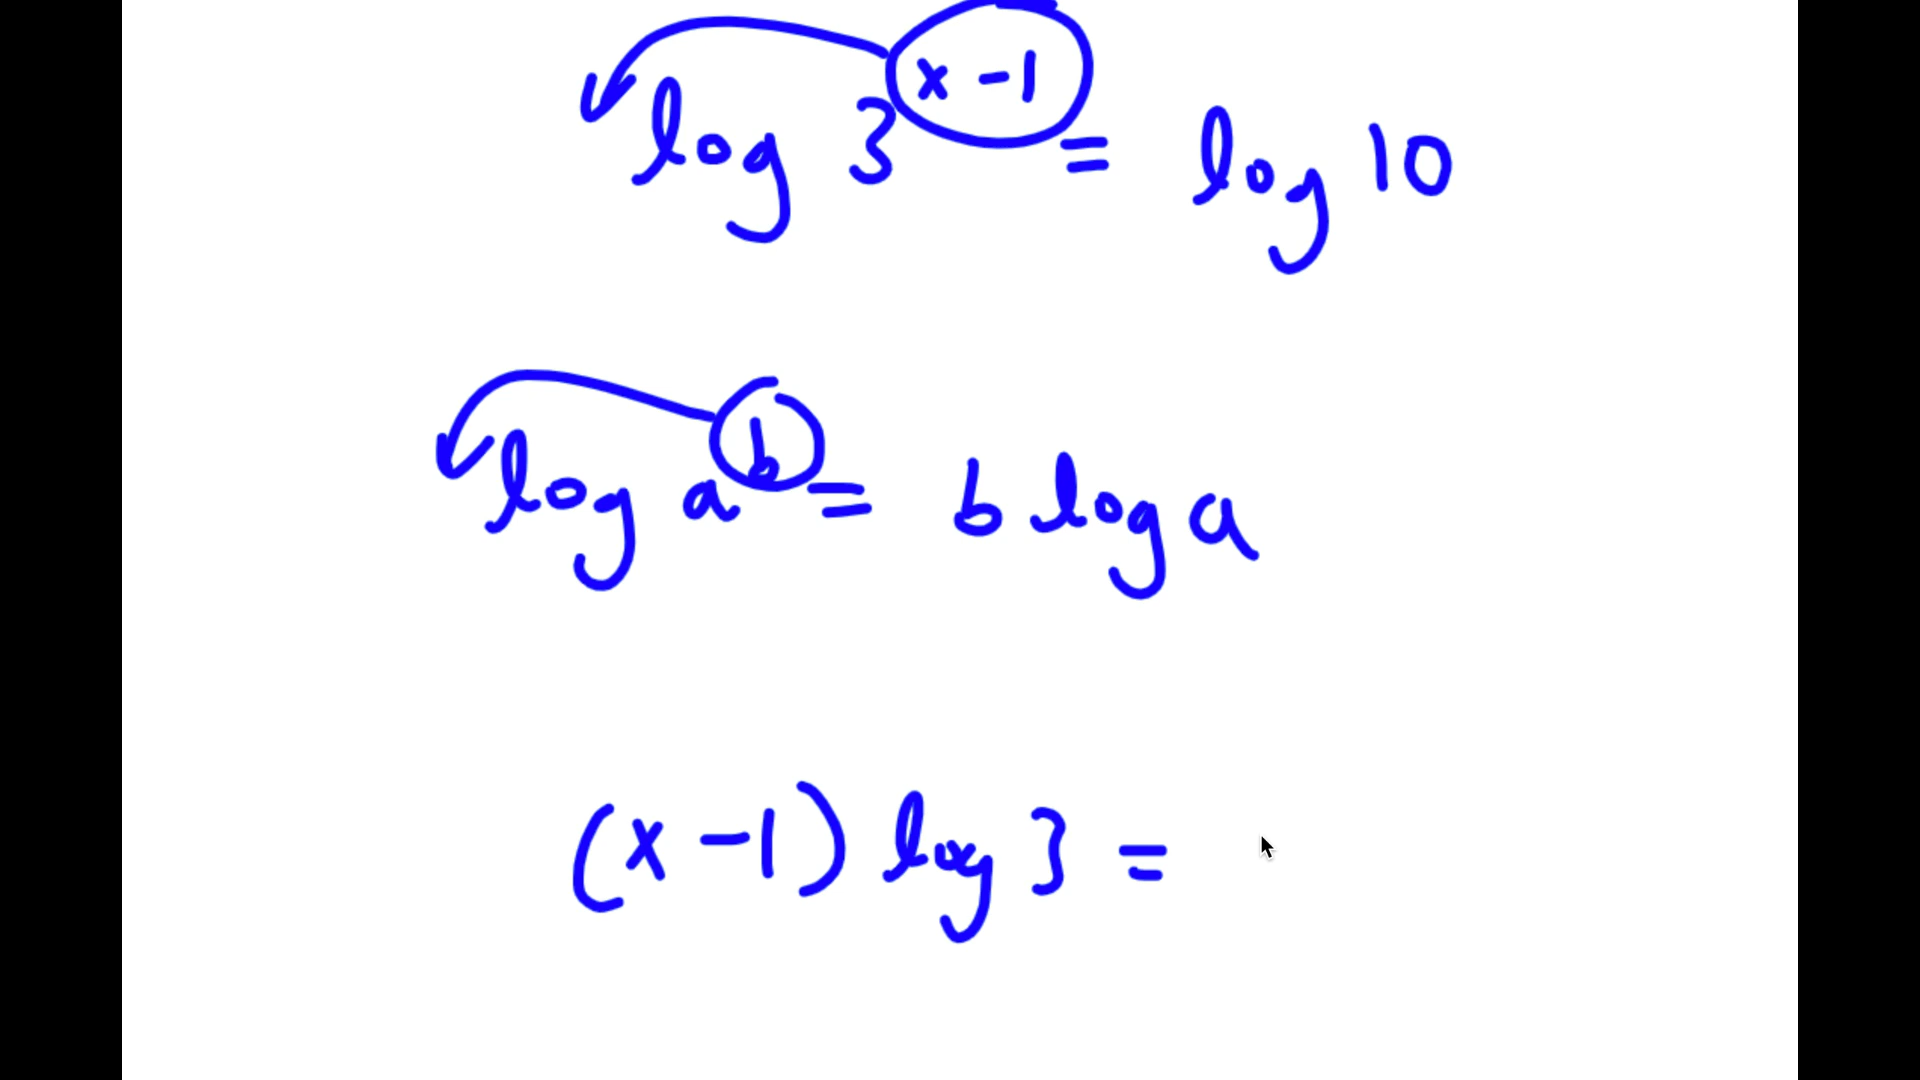 log 3^(x-1) = log 10
log a^b = b log a
(x-1) log 3 =